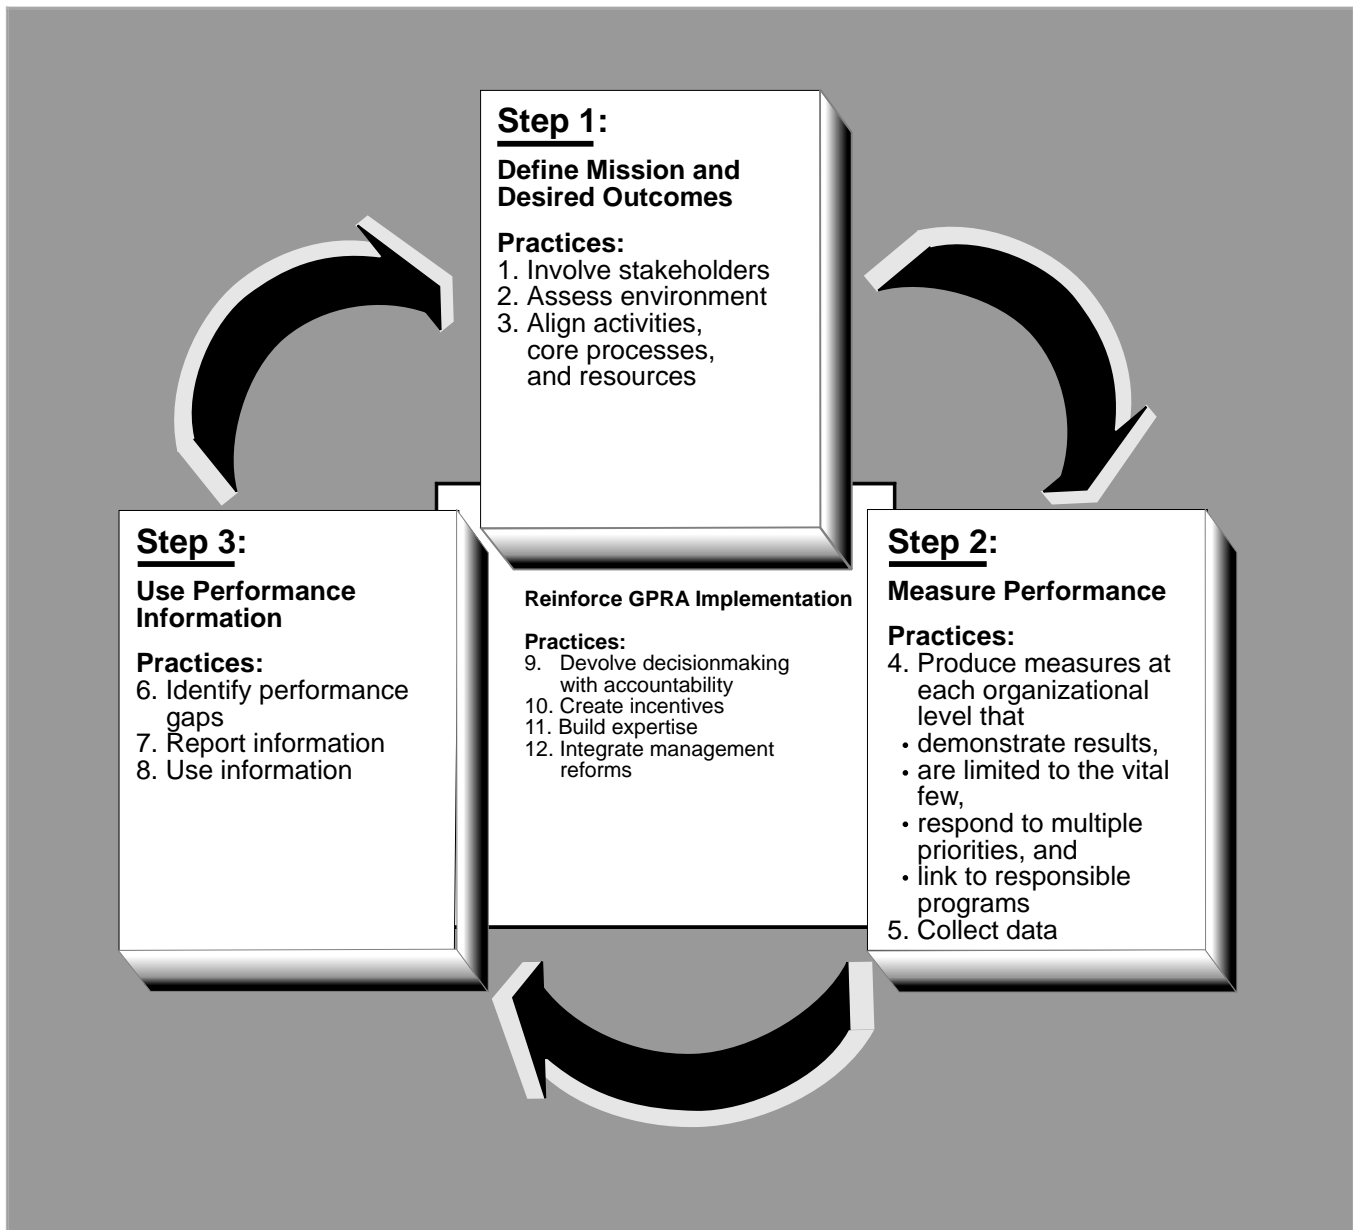 Step 1:
Define Mission and
Desired Outcomes
Practices:
1. Involve stakeholders
2. Assess environment
3. Align activities,
core processes,
and resources
Step 3:
Use Performance
Information
Practices:
6. Identify performance
gaps
7. Report information
8. Use information
Reinforce GPRA Implementation
Practices:
9. Devolve decisionmaking
with accountability
10. Create incentives
11. Build expertise
12. Integrate management
reforms
Step 2:
Measure Performance
Practices:
4. Produce measures at
each organizational
level that
• demonstrate results,
• are limited to the vital
few,
• respond to multiple
priorities, and
• link to responsible
programs
5. Collect data